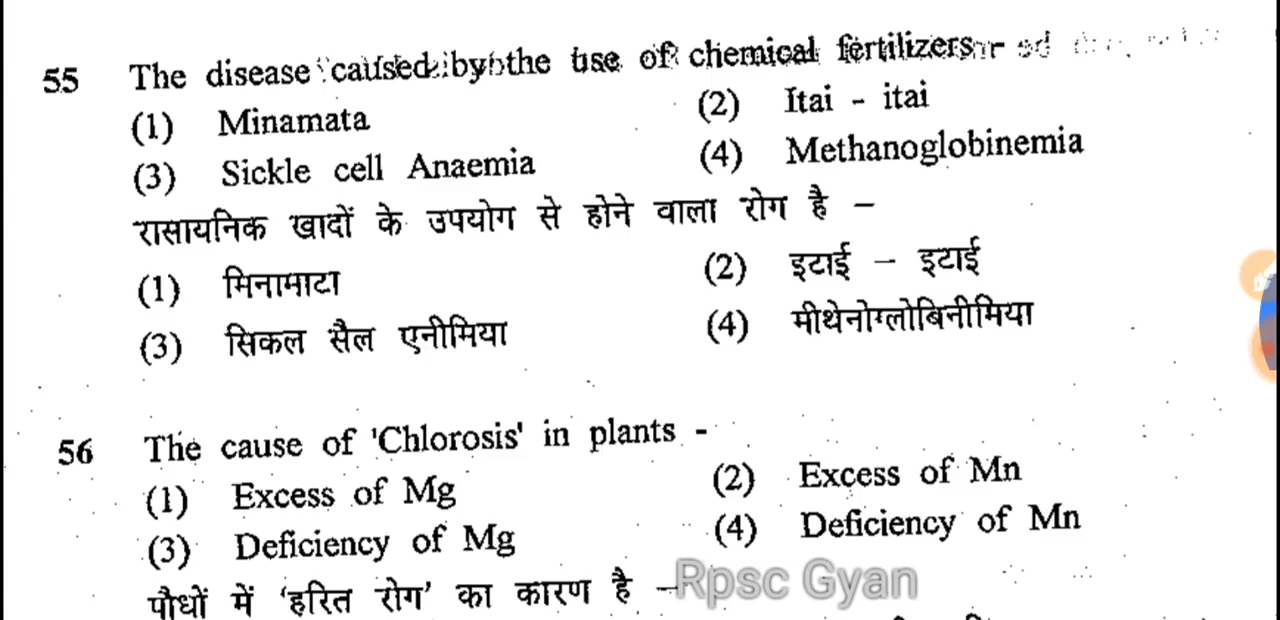 55 The disease caused by the use of chemical fertilizers -
(1) Minamata (2) Itai - itai
(3) Sickle cell Anaemia (4) Methanoglobinemia
रासायनिक खादों के उपयोग से होने वाला रोग है –
(1) मिनामाटा (2) इटाई – इटाई
(3) सिकल सैल एनीमिया (4) मीथेनोग्लोबिनीमिया
56 The cause of 'Chlorosis' in plants -
(1) Excess of Mg (2) Excess of Mn
(3) Deficiency of Mg (4) Deficiency of Mn
पौधों में ‘हरित रोग’ का कारण है –
Rpsc Gyan